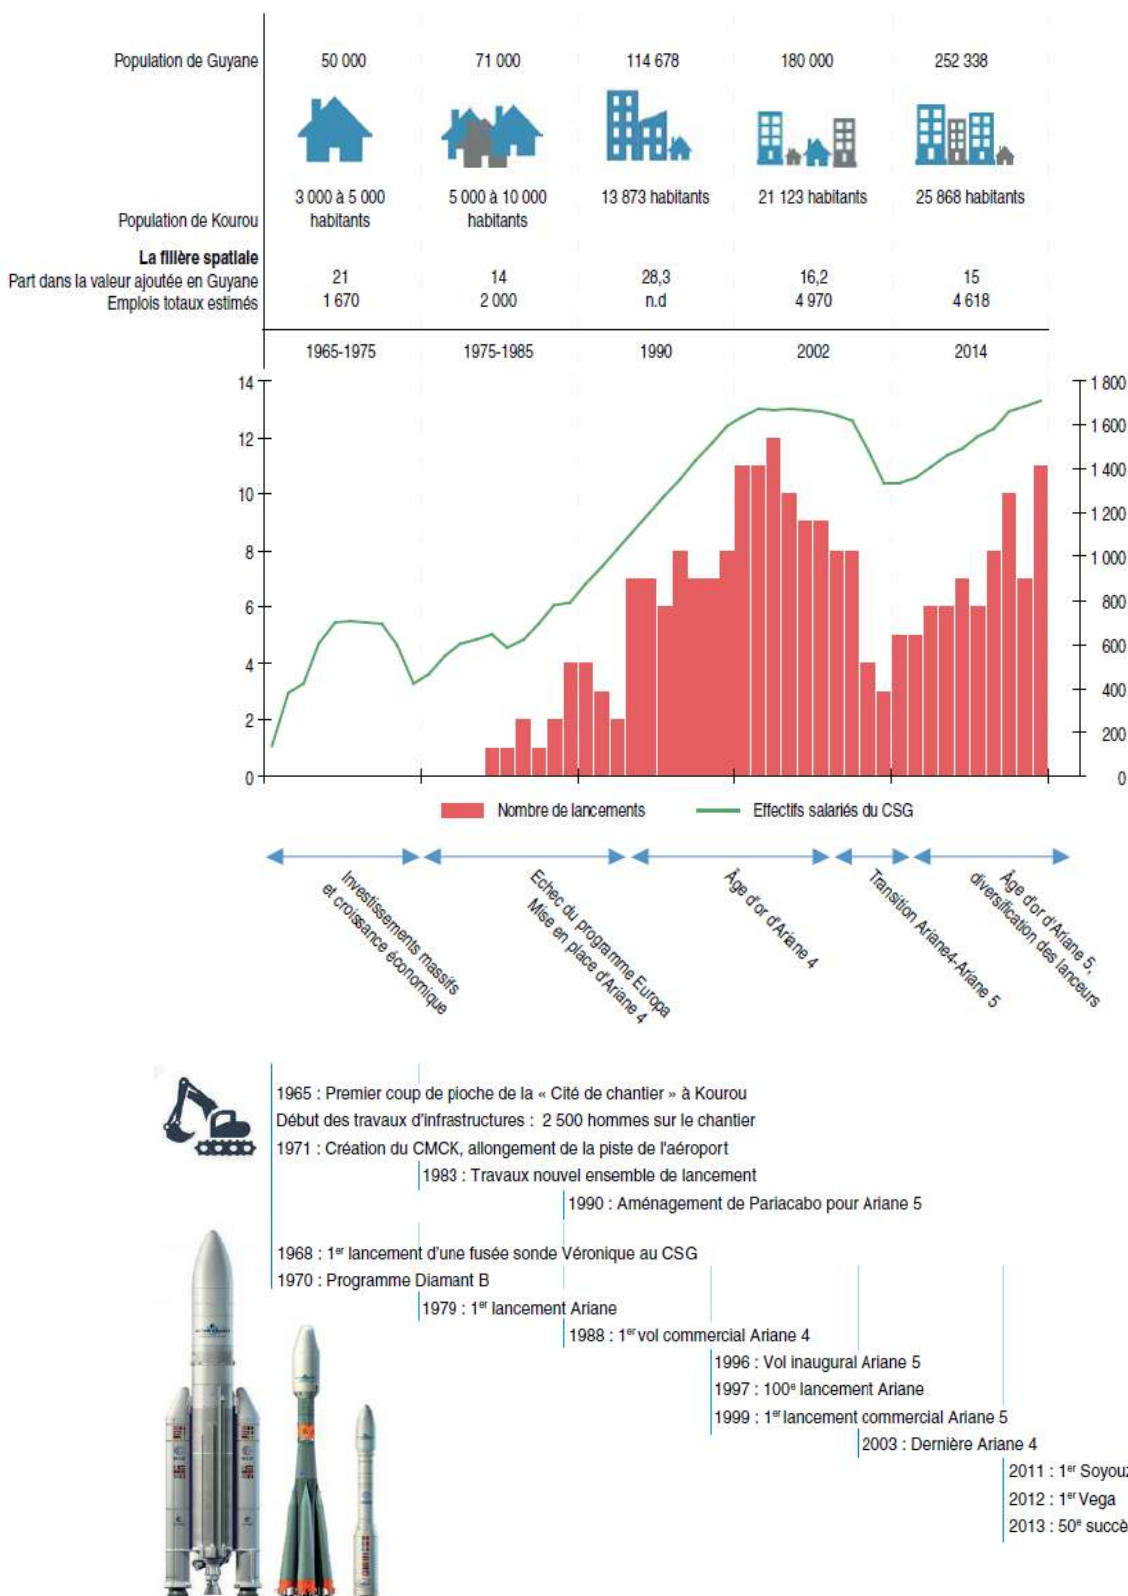 Population de Guyane 50 000 71 000 114 678 180 000 252 338
3 000 à 5 000 habitants
5 000 à 10 000 habitants
13 873 habitants
21 123 habitants
25 868 habitants
Population de Kourou
La filière spatiale
Part dans la valeur ajoutée en Guyane 21 14 28,3 16,2 15
Emplois totaux estimés 1 670 2 000 n.d 4 970 4 618
1965-1975 1975-1985 1990 2002 2014
14 1 800
12 1 600
10 1 400
8 1 200
6 1 000
4 800
2 600
0 400
200
0
Nombre de lancements Effectifs salariés du CSG
Investissements massifs
et croissance économique
Echec du programme Europa
Mise en place d'Ariane 4
Âge d'or d'Ariane 4
Transition Ariane4-Ariane 5
Âge d'or d'Ariane 5,
diversification des lanceurs
1965 : Premier coup de pioche de la « Cité de chantier » à Kourou
Début des travaux d'infrastructures : 2 500 hommes sur le chantier
1971 : Création du CMCK, allongement de la piste de l'aéroport
1983 : Travaux nouvel ensemble de lancement
1990 : Aménagement de Pariacabo pour Ariane 5
1968 : 1er lancement d'une fusée sonde Véronique au CSG
1970 : Programme Diamant B
1979 : 1er lancement Ariane
1988 : 1er vol commercial Ariane 4
1996 : Vol inaugural Ariane 5
1997 : 100e lancement Ariane
1999 : 1er lancement commercial Ariane 5
2003 : Dernière Ariane 4
2011 : 1er Soyouz
2012 : 1er Vega
2013 : 50e succè